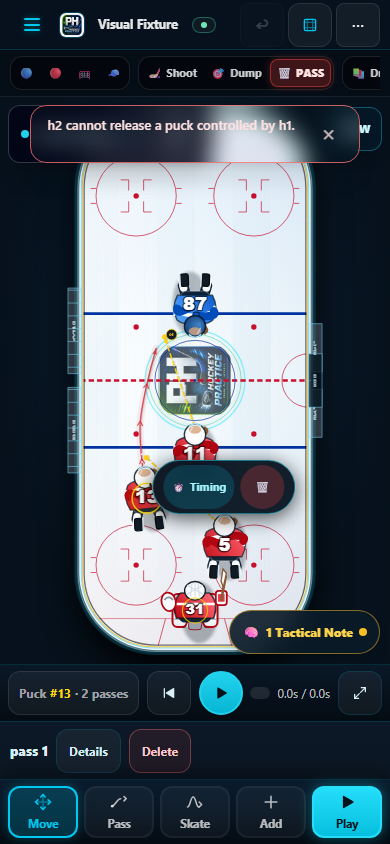 PH
Visual Fixture
...
Shoot
Dump
PASS
h2 cannot release a puck controlled by h1.
87
HOCKEY
PRACTICE
11
13
Timing
5
31
1 Tactical Note
Puck #13 · 2 passes
0.0s / 0.0s
pass 1
Details
Delete
Move
Pass
Skate
Add
Play